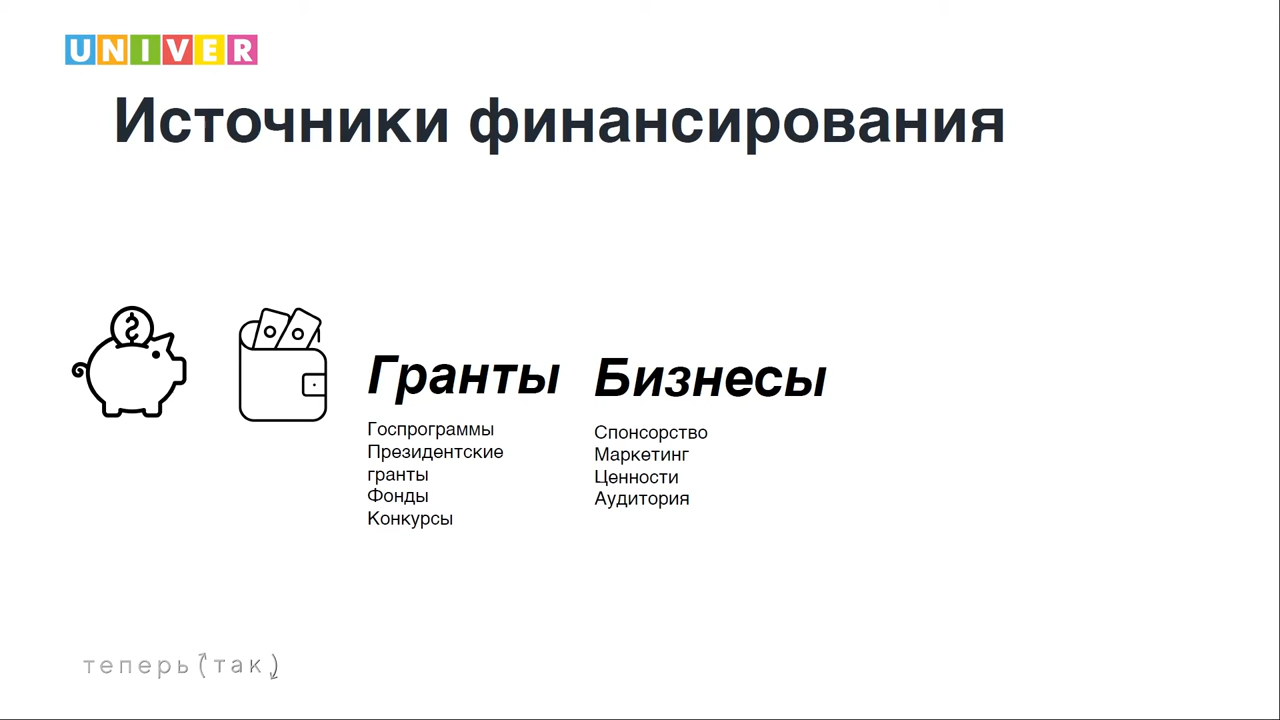 UNIVER
Источники финансирования
Гранты
Госпрограммы
Президентские
гранты
Фонды
Конкурсы
Бизнесы
Спонсорство
Маркетинг
Ценности
Аудитория
теперь (так)